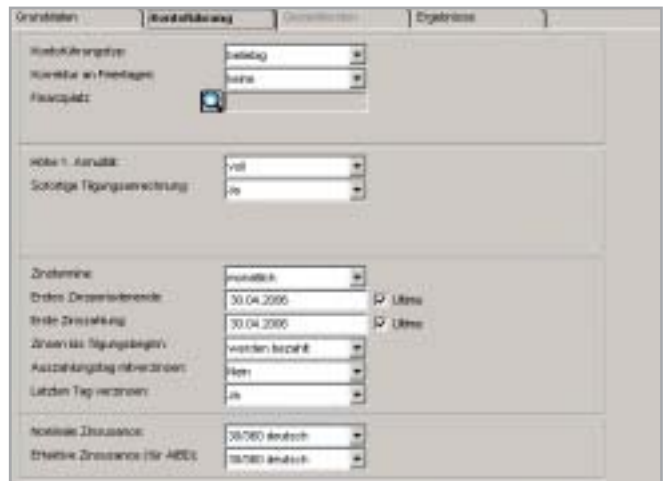 Grunddaten Kontoführung Ergebnisse
Kontoführungstyp: beliebig
Korrektur an Feiertagen: keine
Finanzplatz:
Höhe 1. Annuität: voll
Sofortige Tilgungsverrechnung: Ja
Zinstermine: monatlich
Erstes Zinsperiodenende: 30.04.2006 Ultimo
Erste Zinszahlung: 30.04.2006 Ultimo
Zinsen bis Tilgungsbeginn: werden bezahlt
Auszahlungstag mitverzinsen: Nein
Letzten Tag verzinsen: Ja
Nominale Zinsusance: 30/360 deutsch
Effektive Zinsusance (für AIBD): 30/360 deutsch